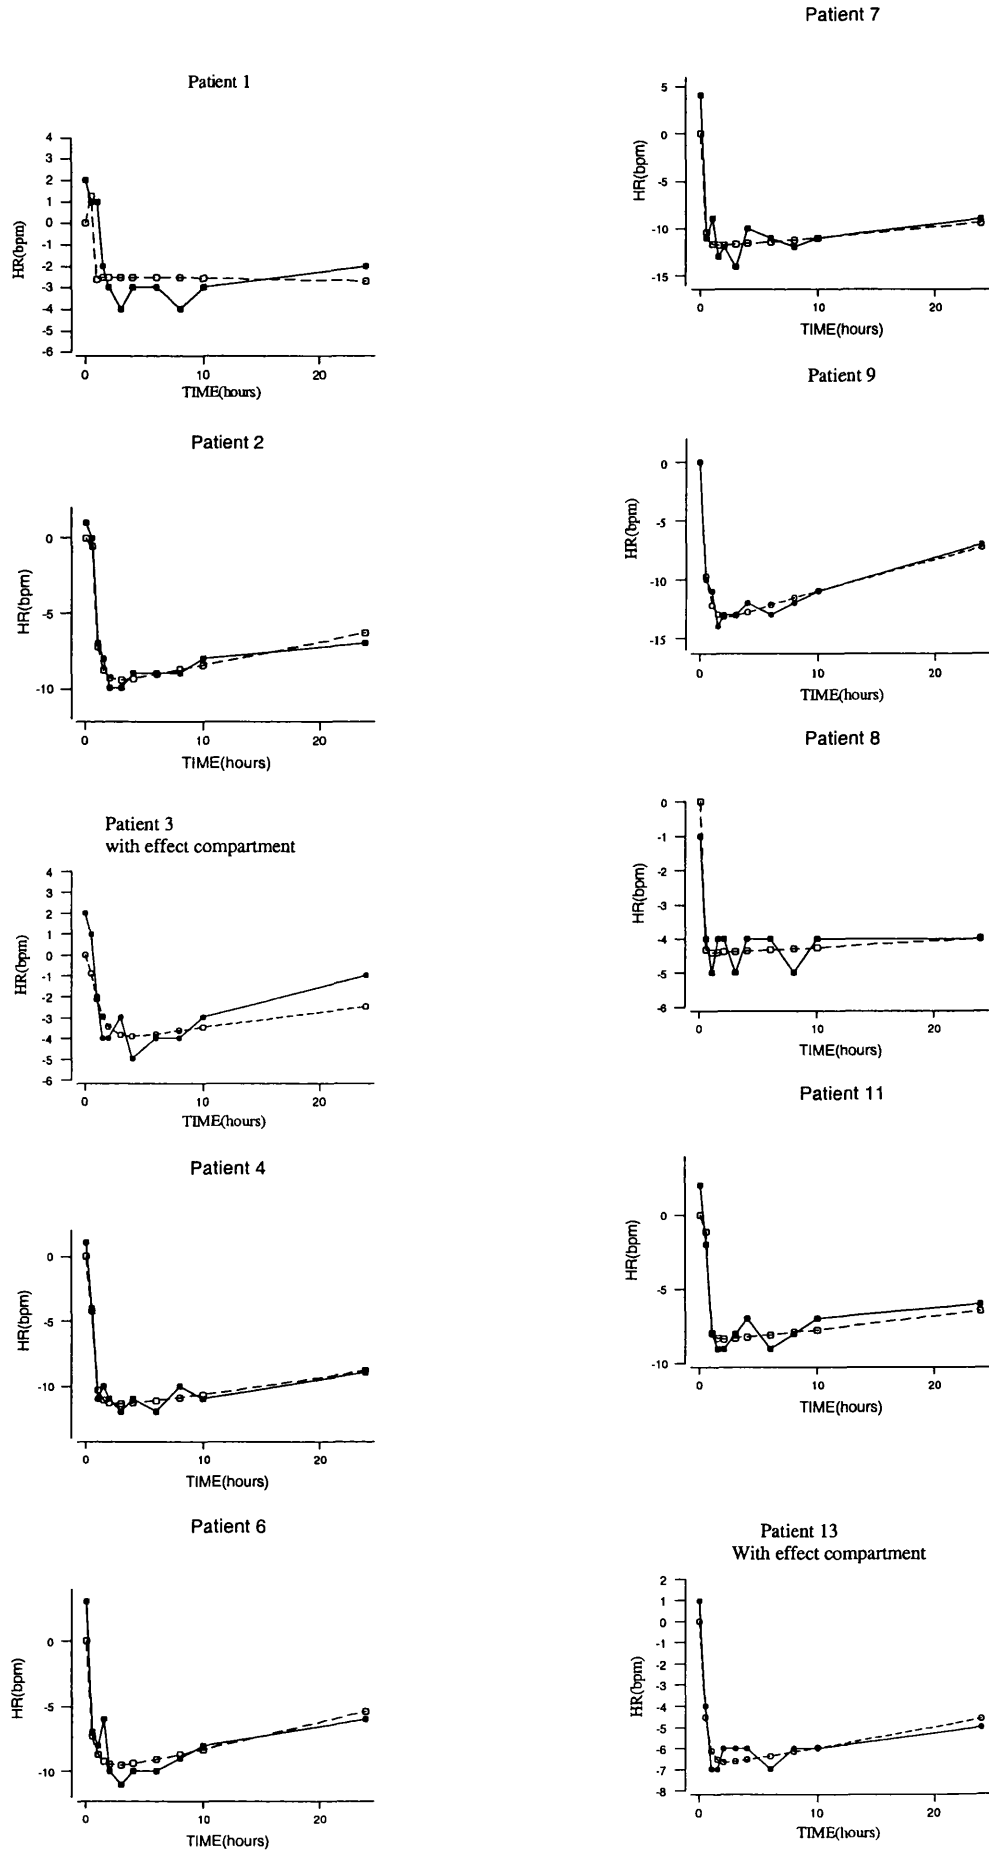 Patient 1
4
3
2
1
0
-1
-2
-3
-4
-5
-6
HR(bpm)
0 10 20
TIME(hours)
Patient 2
0
-5
-10
HR(bpm)
0 10 20
TIME(hours)
Patient 3
with effect compartment
4
3
2
1
0
-1
-2
-3
-4
-5
-6
HR(bpm)
0 10 20
TIME(hours)
Patient 4
0
-5
-10
HR(bpm)
0 10 20
TIME(hours)
Patient 6
0
-5
-10
HR(bpm)
0 10 20
TIME(hours)
Patient 7
5
0
-5
-10
-15
HR(bpm)
0 10 20
TIME(hours)
Patient 9
0
-5
-10
-15
HR(bpm)
0 10 20
TIME(hours)
Patient 8
0
-1
-2
-3
-4
-5
-6
HR(bpm)
0 10 20
TIME(hours)
Patient 11
0
-5
-10
HR(bpm)
0 10 20
TIME(hours)
Patient 13
With effect compartment
2
1
0
-1
-2
-3
-4
-5
-6
-7
-8
HR(bpm)
0 10 20
TIME(hours)